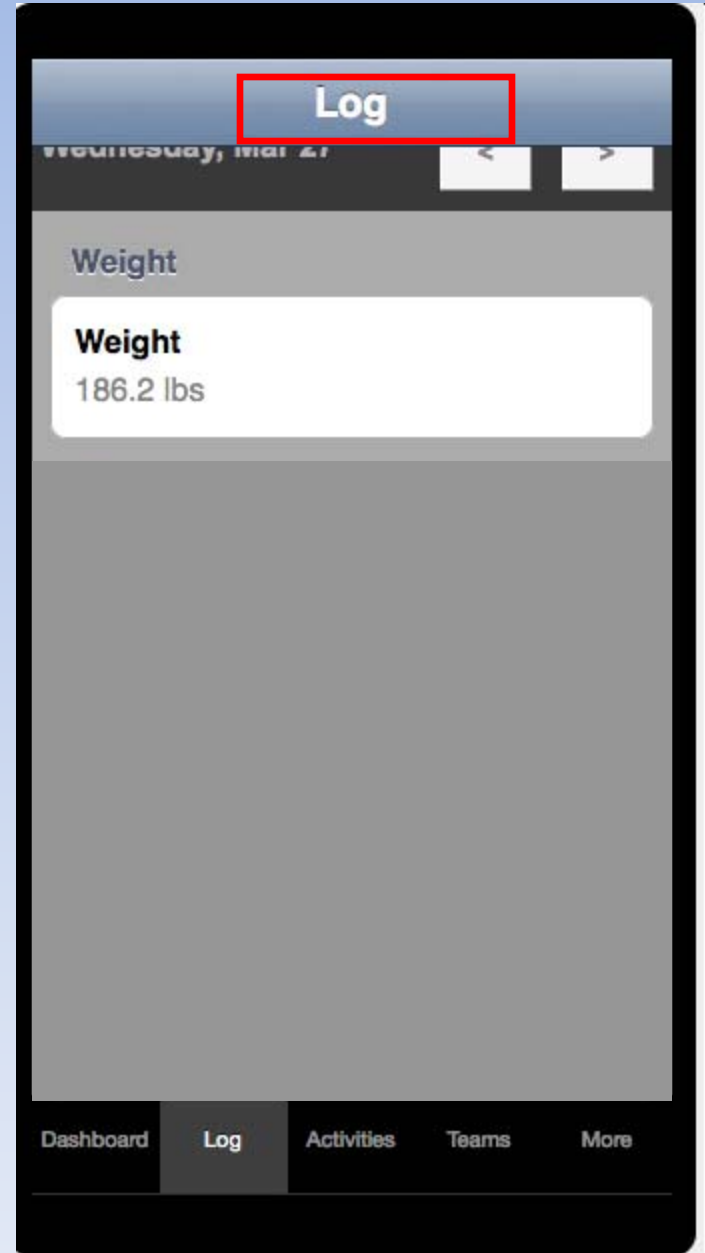 Log
Wednesday, Mar 27 < >
Weight
Weight
186.2 lbs
Dashboard Log Activities Teams More